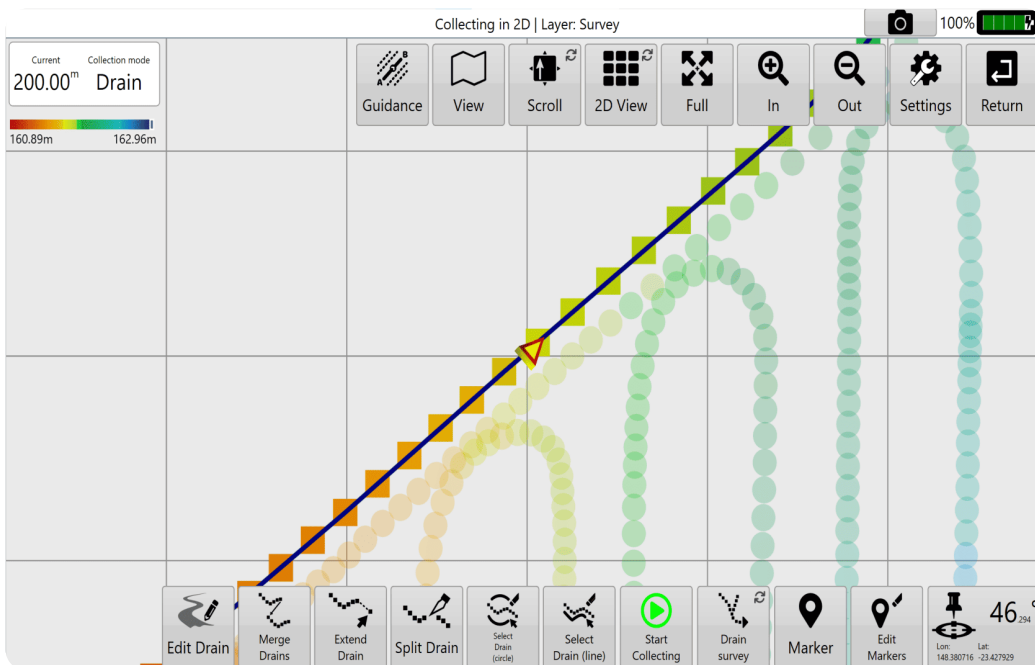 Collecting in 2D | Layer: Survey
100%
Current
Collection mode
200.00m
Drain
160.89m
162.96m
A
B
Guidance
View
Scroll
2D View
Full
In
Out
Settings
Return
Edit Drain
Merge
Drains
Extend
Drain
Split Drain
Select
Drain
(circle)
Select
Drain (line)
Start
Collecting
Drain
survey
Marker
Edit
Markers
46.294°
Lon:
148.380716
Lat:
-23.427929